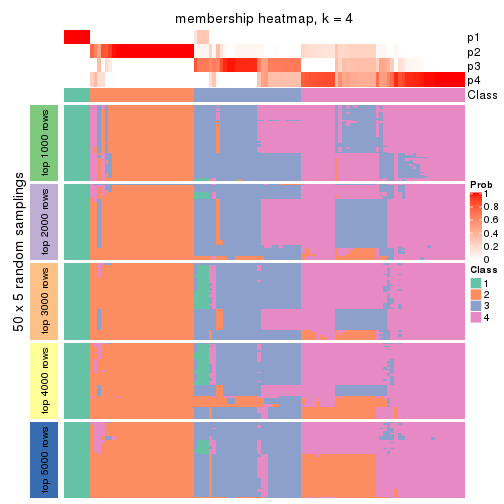 membership heatmap, k = 4
p1
p2
p3
p4
Class
50 x 5 random samplings
top 1000 rows
top 2000 rows
top 3000 rows
top 4000 rows
top 5000 rows
Prob
1
0.8
0.6
0.4
0.2
0
Class
1
2
3
4